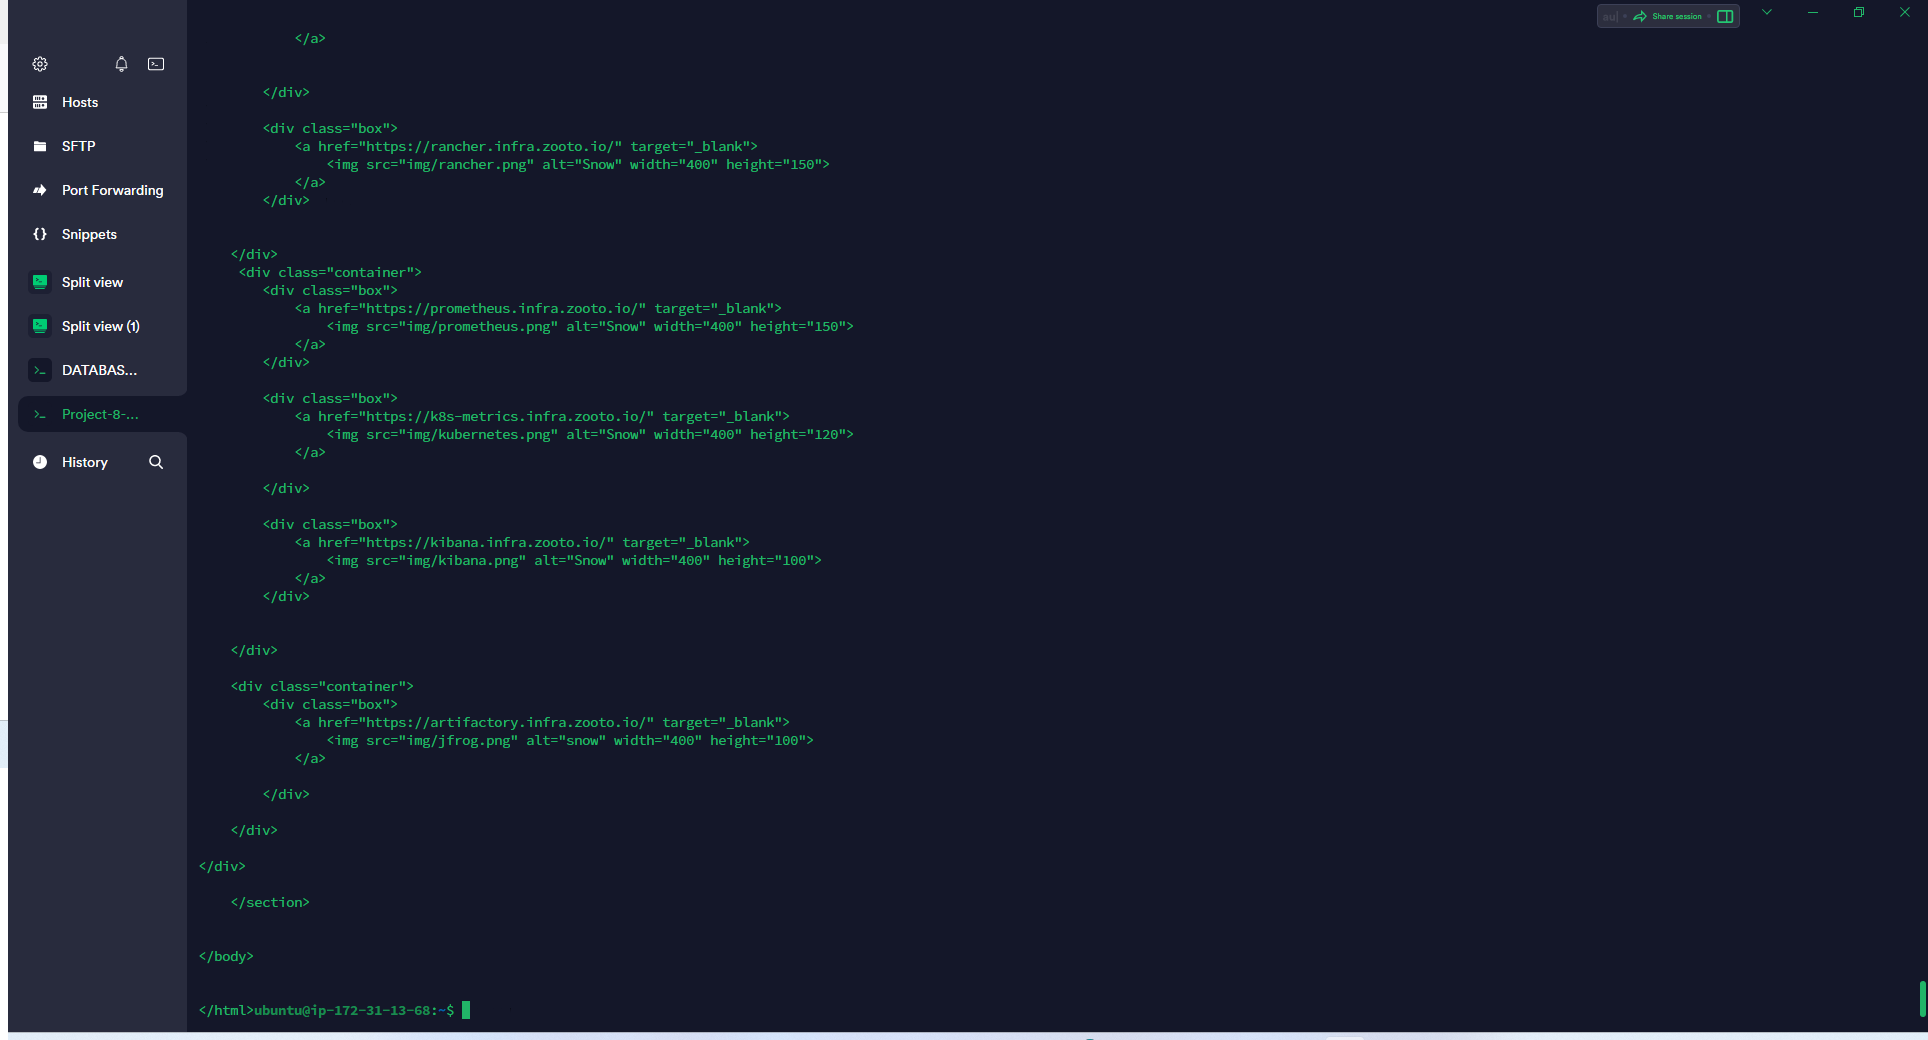 au| Share session
Hosts
SFTP
Port Forwarding
Snippets
Split view
Split view (1)
DATABAS...
Project-8-...
History
</a>
</div>
<div class="box">
<a href="https://rancher.infra.zooto.io/" target="_blank">
<img src="img/rancher.png" alt="Snow" width="400" height="150">
</a>
</div>
</div>
<div class="container">
<div class="box">
<a href="https://prometheus.infra.zooto.io/" target="_blank">
<img src="img/prometheus.png" alt="Snow" width="400" height="150">
</a>
</div>
<div class="box">
<a href="https://k8s-metrics.infra.zooto.io/" target="_blank">
<img src="img/kubernetes.png" alt="Snow" width="400" height="120">
</a>
</div>
<div class="box">
<a href="https://kibana.infra.zooto.io/" target="_blank">
<img src="img/kibana.png" alt="Snow" width="400" height="100">
</a>
</div>
</div>
<div class="container">
<div class="box">
<a href="https://artifactory.infra.zooto.io/" target="_blank">
<img src="img/jfrog.png" alt="snow" width="400" height="100">
</a>
</div>
</div>
</div>
</section>
</body>
</html>ubuntu@ip-172-31-13-68:~$